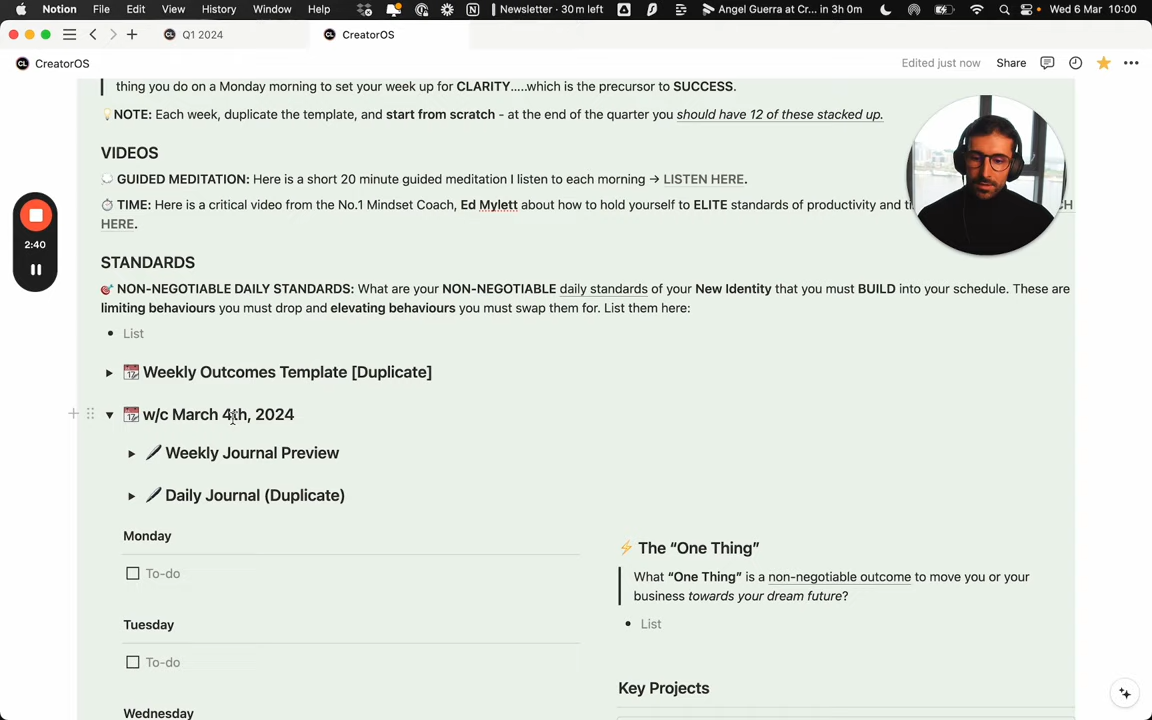 Notion File Edit View History Window Help Newsletter · 30 m left Angel Guerra at Cr... in 3h 0m Wed 6 Mar 10:00
Q1 2024 CreatorOS
CreatorOS Edited just now Share
thing you do on a Monday morning to set your week up for CLARITY.....which is the precursor to SUCCESS.
💡NOTE: Each week, duplicate the template, and start from scratch - at the end of the quarter you should have 12 of these stacked up.
VIDEOS
💭 GUIDED MEDITATION: Here is a short 20 minute guided meditation I listen to each morning → LISTEN HERE.
⏱ TIME: Here is a critical video from the No.1 Mindset Coach, Ed Mylett about how to hold yourself to ELITE standards of productivity and
HERE.
2:40
STANDARDS
🎯 NON-NEGOTIABLE DAILY STANDARDS: What are your NON-NEGOTIABLE daily standards of your New Identity that you must BUILD into your schedule. These are
limiting behaviours you must drop and elevating behaviours you must swap them for. List them here:
• List
📆 Weekly Outcomes Template [Duplicate]
📆 w/c March 4th, 2024
🖊 Weekly Journal Preview
🖊 Daily Journal (Duplicate)
Monday
To-do
Tuesday
To-do
Wednesday
⚡ The “One Thing”
What “One Thing” is a non-negotiable outcome to move you or your
business towards your dream future?
• List
Key Projects